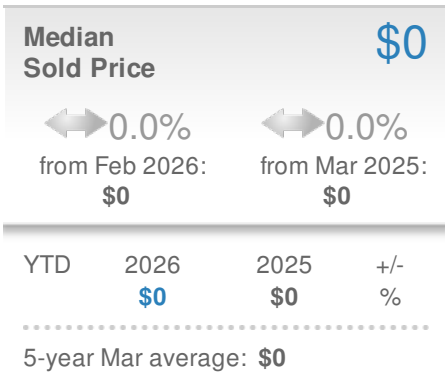 Median $0
Sold Price
0.0% 0.0%
from Feb 2026: from Mar 2025:
$0 $0
YTD 2026 2025 +/-
$0 $0 %
5-year Mar average: $0